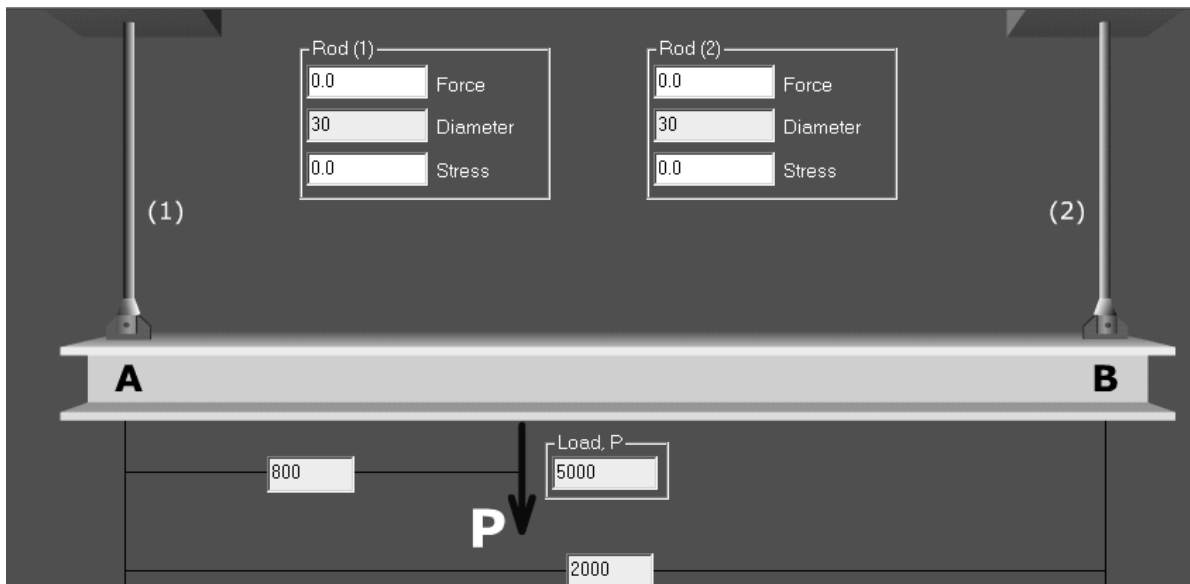 Rod (1)
0.0 Force
30 Diameter
0.0 Stress
Rod (2)
0.0 Force
30 Diameter
0.0 Stress
(1)
(2)
A
B
Load, P
5000
800
P
2000